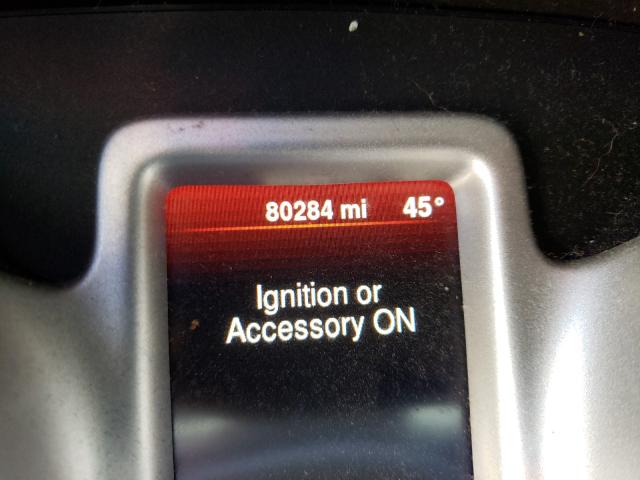 80284 mi 45°
Ignition or
Accessory ON